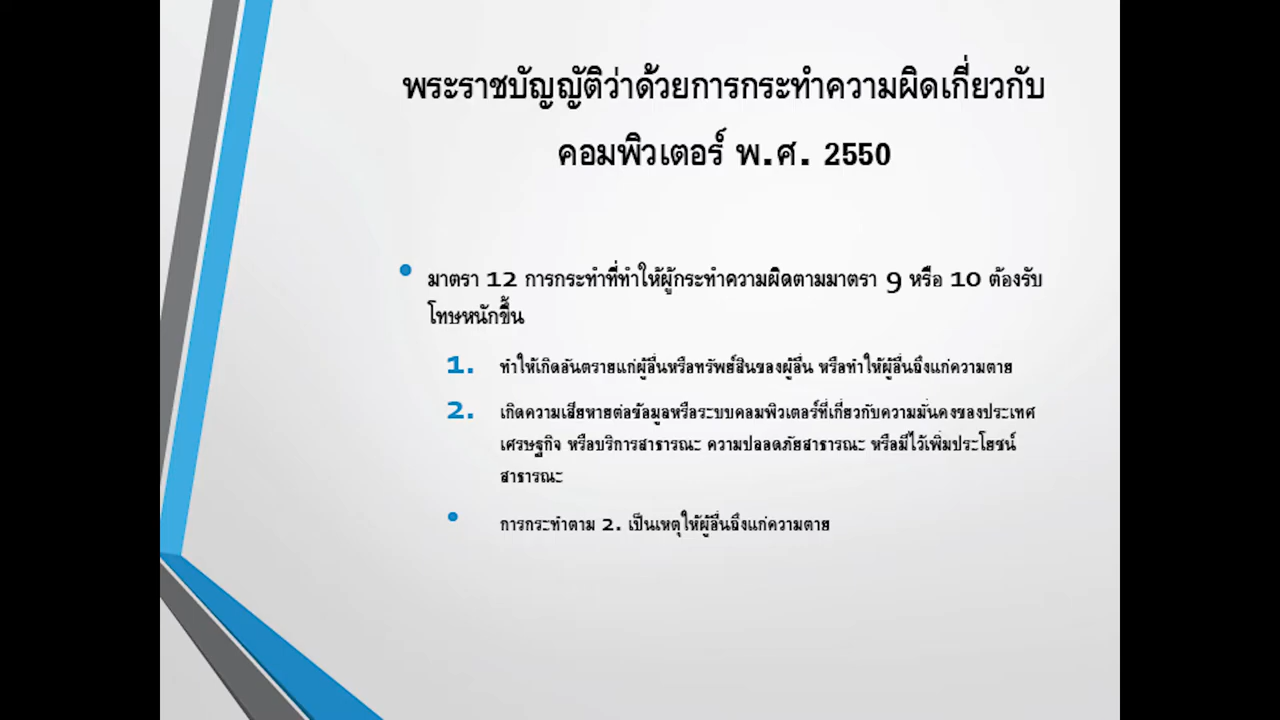 พระราชบัญญัติว่าด้วยการกระทำความผิดเกี่ยวกับ
คอมพิวเตอร์ พ.ศ. 2550
• มาตรา 12 การกระทำที่ทำให้ผู้กระทำความผิดตามมาตรา 9 หรือ 10 ต้องรับ
โทษหนักขึ้น
1. ทำให้เกิดอันตรายแก่ผู้อื่นหรือทรัพย์สินของผู้อื่น หรือทำให้ผู้อื่นถึงแก่ความตาย
2. เกิดความเสียหายต่อข้อมูลหรือระบบคอมพิวเตอร์ที่เกี่ยวกับความมั่นคงของประเทศ
เศรษฐกิจ หรือบริการสาธารณะ ความปลอดภัยสาธารณะ หรือมีไว้เพิ่มประโยชน์
สาธารณะ
• การกระทำตาม 2. เป็นเหตุให้ผู้อื่นถึงแก่ความตาย